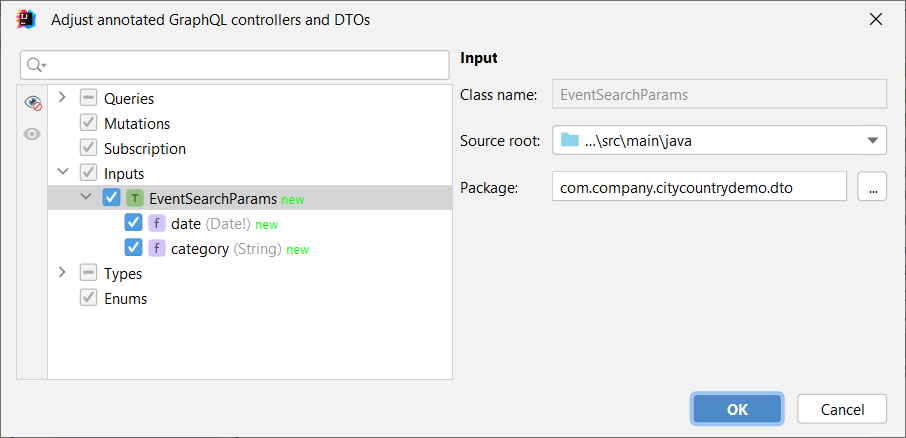 Adjust annotated GraphQL controllers and DTOs
Queries
Mutations
Subscription
Inputs
T EventSearchParams new
f date (Date!) new
f category (String) new
Types
Enums
Input
Class name: EventSearchParams
Source root: ...\src\main\java
Package: com.company.citycountrydemo.dto ...
OK Cancel